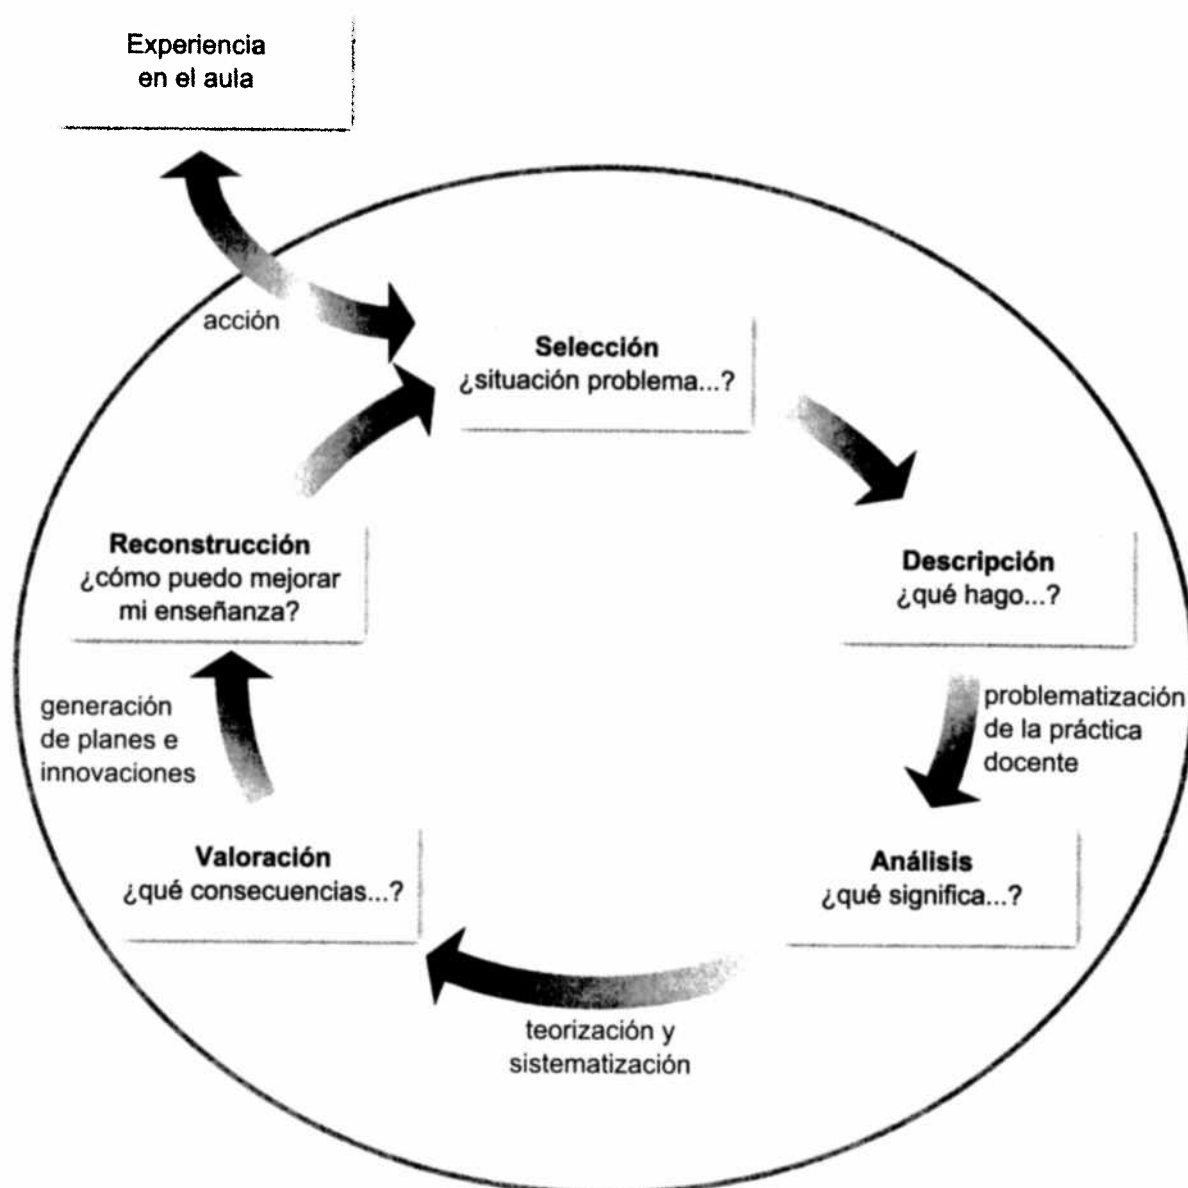 Experiencia
en el aula
acción
Selección
¿situación problema...?
Descripción
¿qué hago...?
problematización
de la práctica
docente
Análisis
¿qué significa...?
teorización y
sistematización
Valoración
¿qué consecuencias...?
generación
de planes e
innovaciones
Reconstrucción
¿cómo puedo mejorar
mi enseñanza?